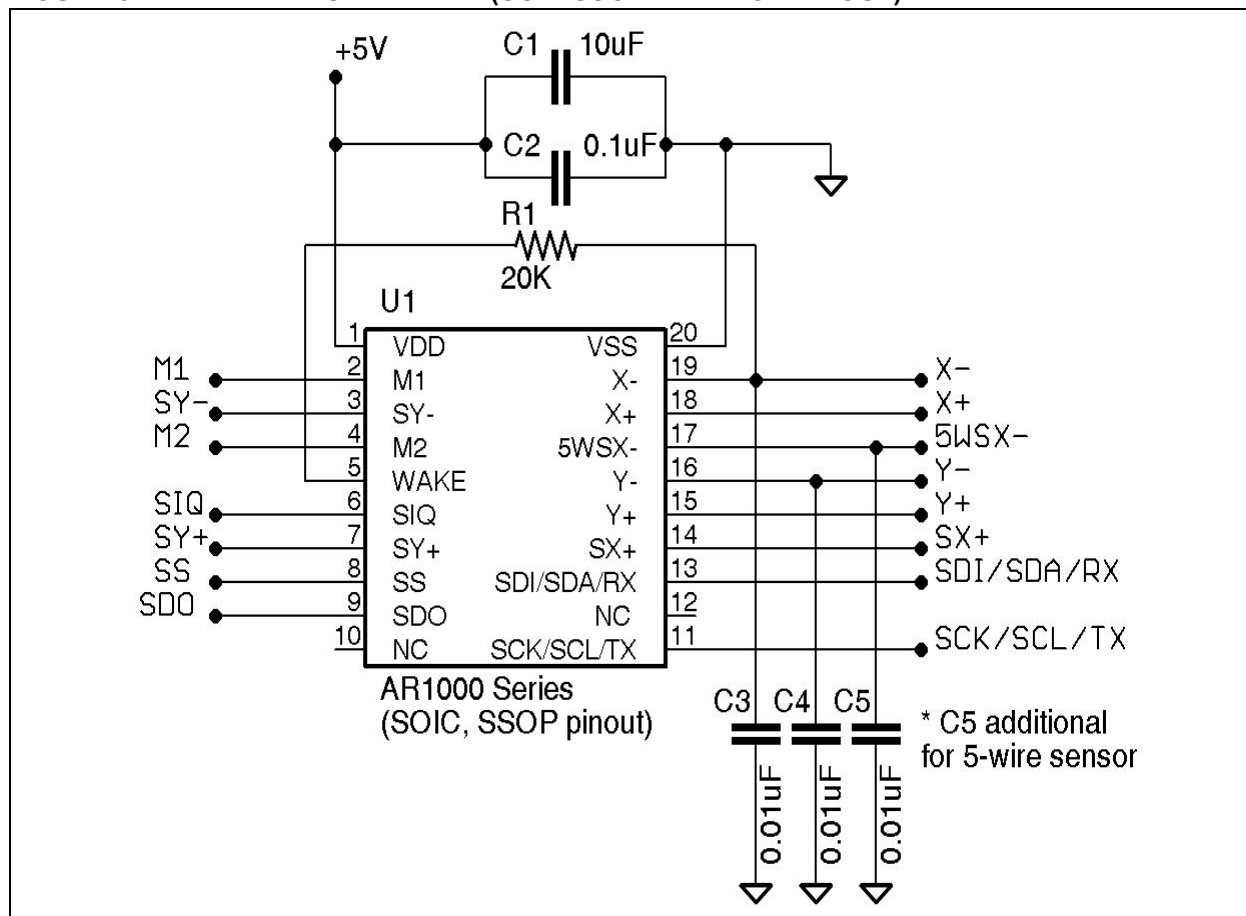 +5V
C1 10uF
C2 0.1uF
R1
20K
U1
1 VDD VSS 20
M1 2 M1 X- 19 X-
SY- 3 SY- X+ 18 X+
M2 4 M2 5WSX- 17 5WSX-
5 WAKE Y- 16 Y-
SIQ 6 SIQ Y+ 15 Y+
SY+ 7 SY+ SX+ 14 SX+
SS 8 SS SDI/SDA/RX 13 SDI/SDA/RX
SDO 9 SDO NC 12
10 NC SCK/SCL/TX 11 SCK/SCL/TX
AR1000 Series
(SOIC, SSOP pinout)
C3 C4 C5
* C5 additional
for 5-wire sensor
0.01uF 0.01uF 0.01uF